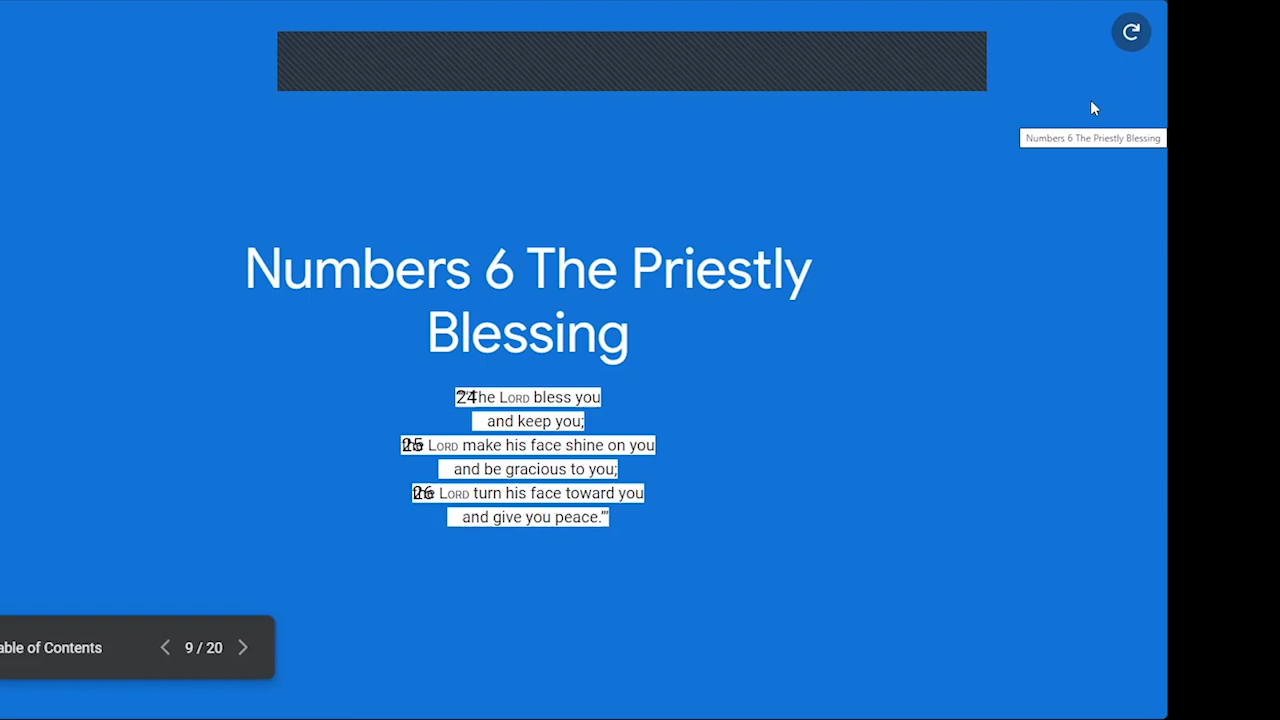 Numbers 6 The Priestly Blessing
Numbers 6 The Priestly
Blessing
24 “‘“The LORD bless you
and keep you;
25 the LORD make his face shine on you
and be gracious to you;
26 the LORD turn his face toward you
and give you peace.”’
able of Contents
9 / 20